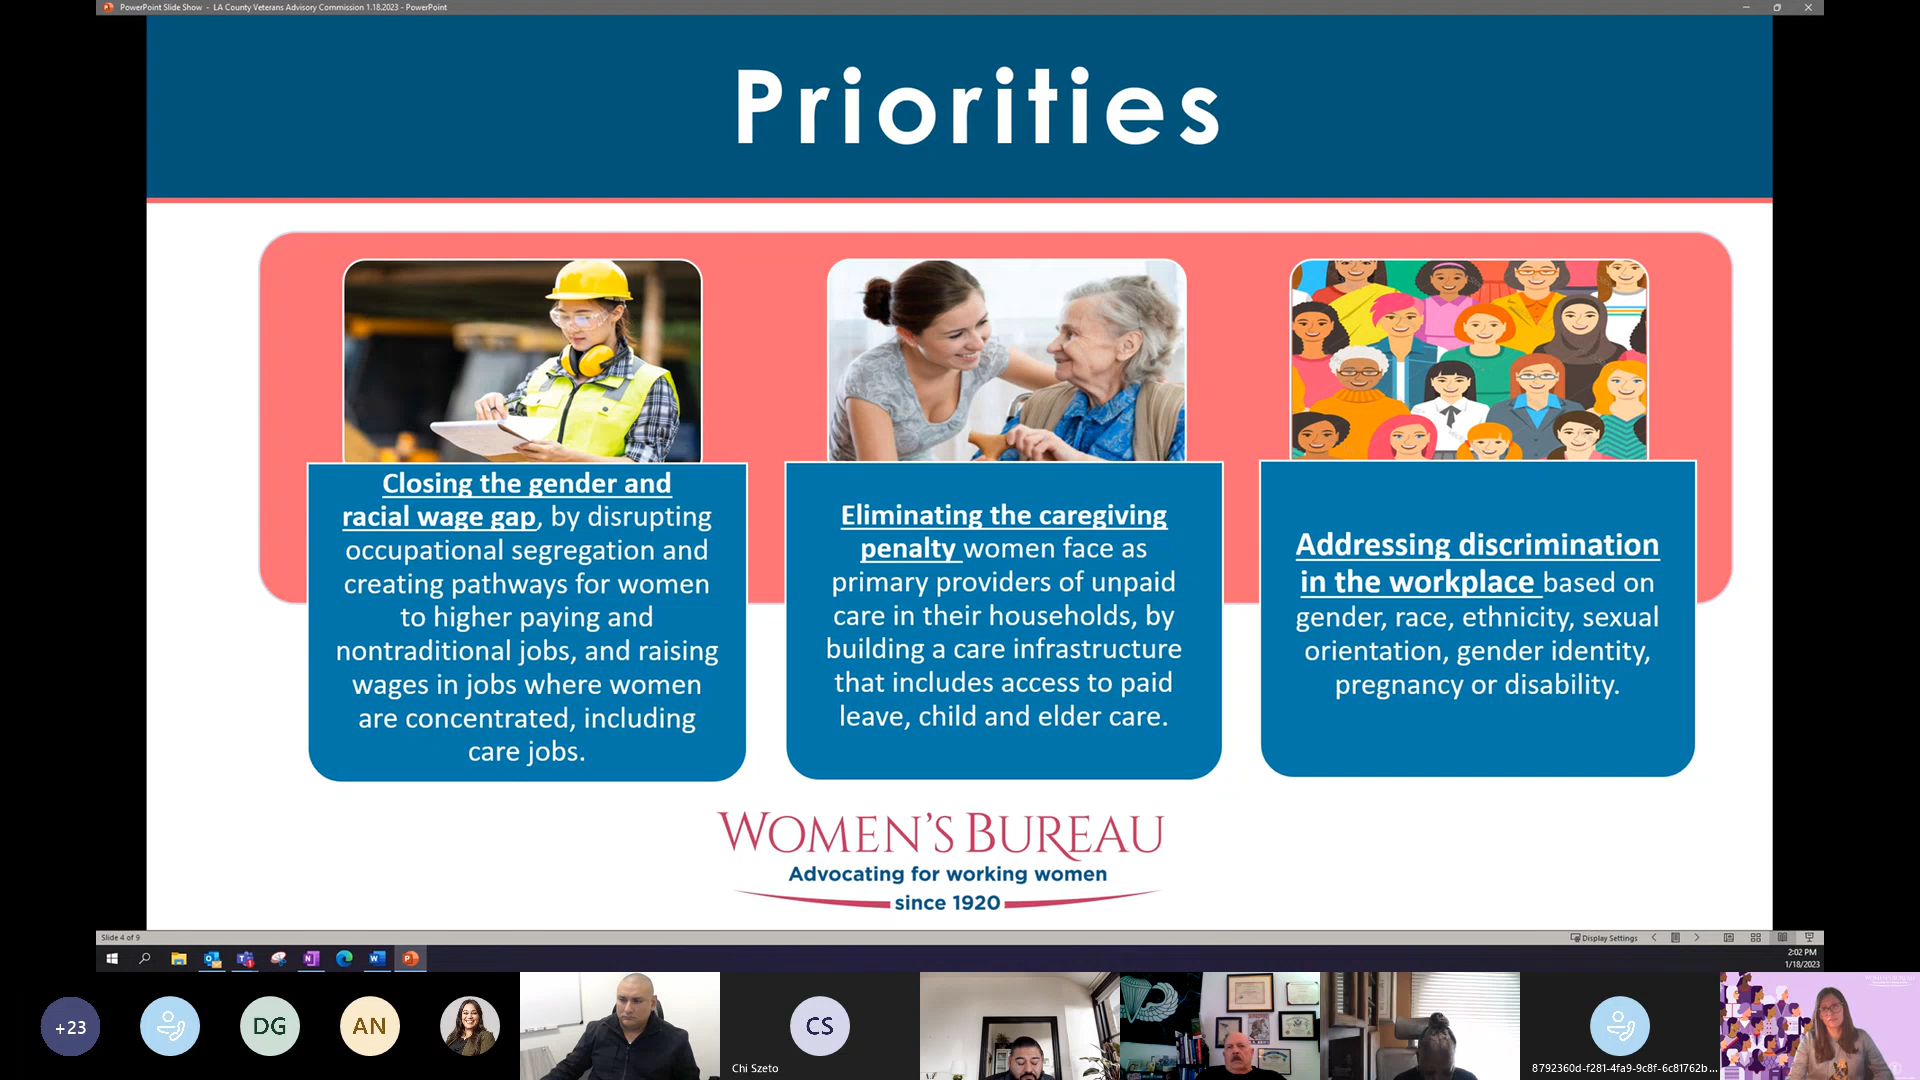 PowerPoint Slide Show - LA County Veterans Advisory Commission 1.18.2023 - PowerPoint
Priorities
Closing the gender and
racial wage gap, by disrupting
occupational segregation and
creating pathways for women
to higher paying and
nontraditional jobs, and raising
wages in jobs where women
are concentrated, including
care jobs.
Eliminating the caregiving
penalty women face as
primary providers of unpaid
care in their households, by
building a care infrastructure
that includes access to paid
leave, child and elder care.
Addressing discrimination
in the workplace based on
gender, race, ethnicity, sexual
orientation, gender identity,
pregnancy or disability.
WOMEN'S BUREAU
Advocating for working women
since 1920
Slide 4 of 9
Display Settings
2:02 PM
1/18/2023
+23
DG
AN
CS
Chi Szeto
8792360d-f281-4fa9-9c8f-6c81762b...